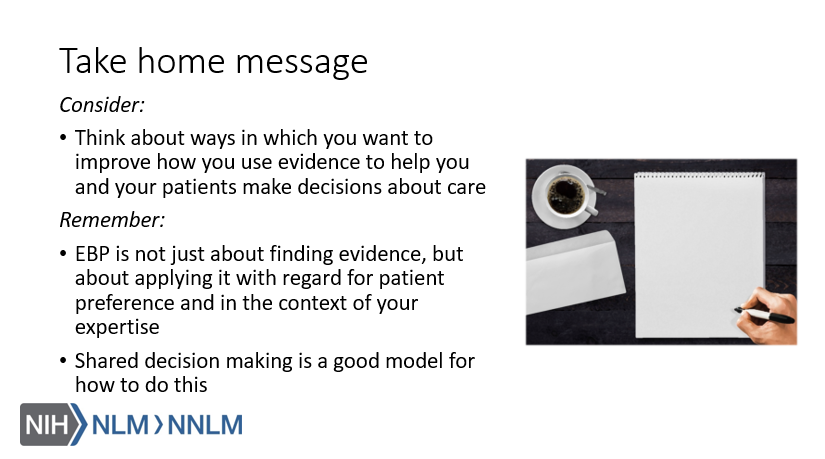 Take home message
Consider:
• Think about ways in which you want to
improve how you use evidence to help you
and your patients make decisions about care
Remember:
• EBP is not just about finding evidence, but
about applying it with regard for patient
preference and in the context of your
expertise
• Shared decision making is a good model for
how to do this
NIH NLM NNLM